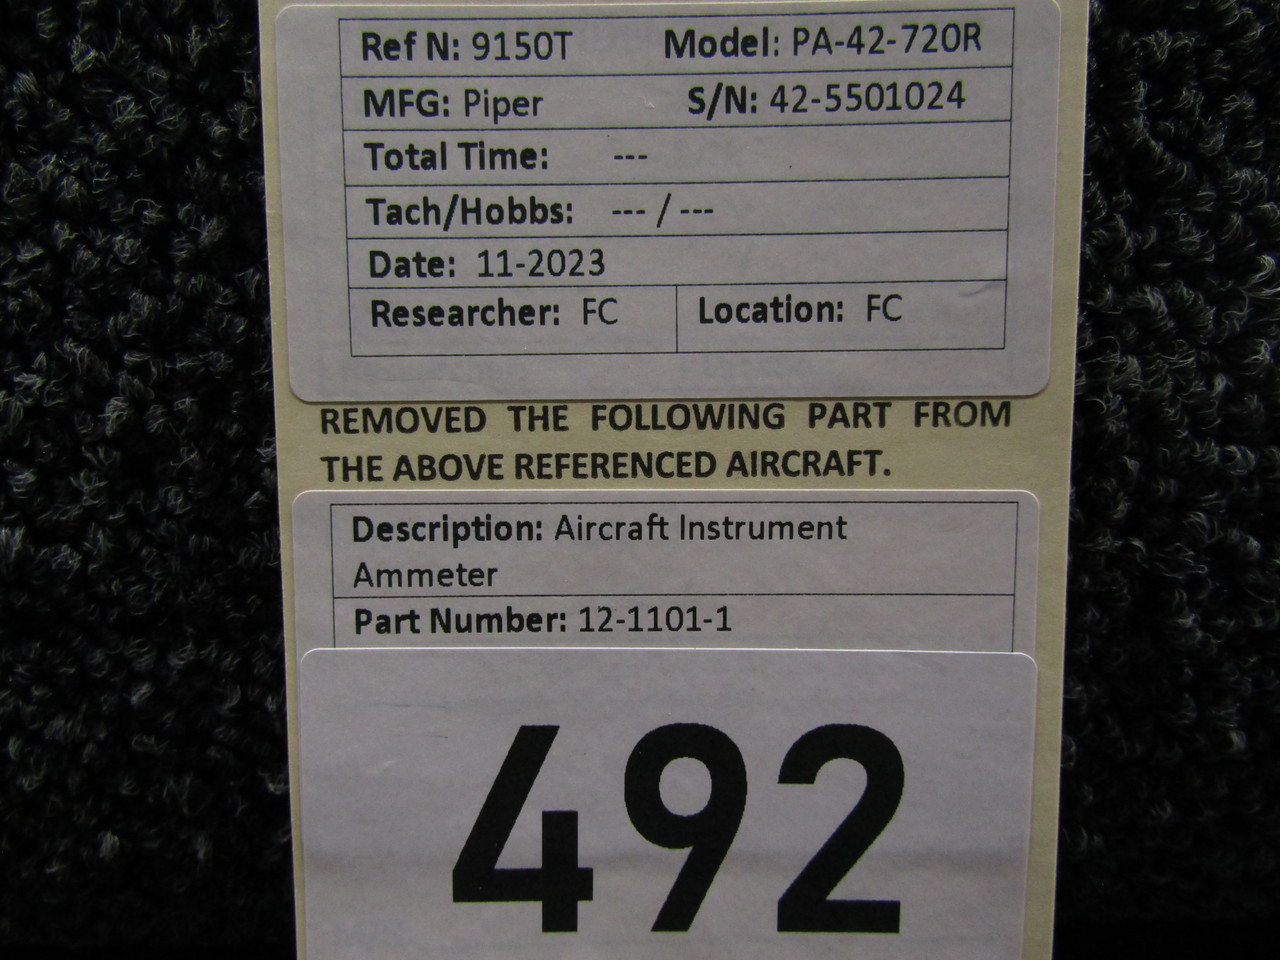 Ref N: 9150T Model: PA-42-720R
MFG: Piper S/N: 42-5501024
Total Time: ---
Tach/Hobbs: --- / ---
Date: 11-2023
Researcher: FC Location: FC
REMOVED THE FOLLOWING PART FROM
THE ABOVE REFERENCED AIRCRAFT.
Description: Aircraft Instrument
Ammeter
Part Number: 12-1101-1
492